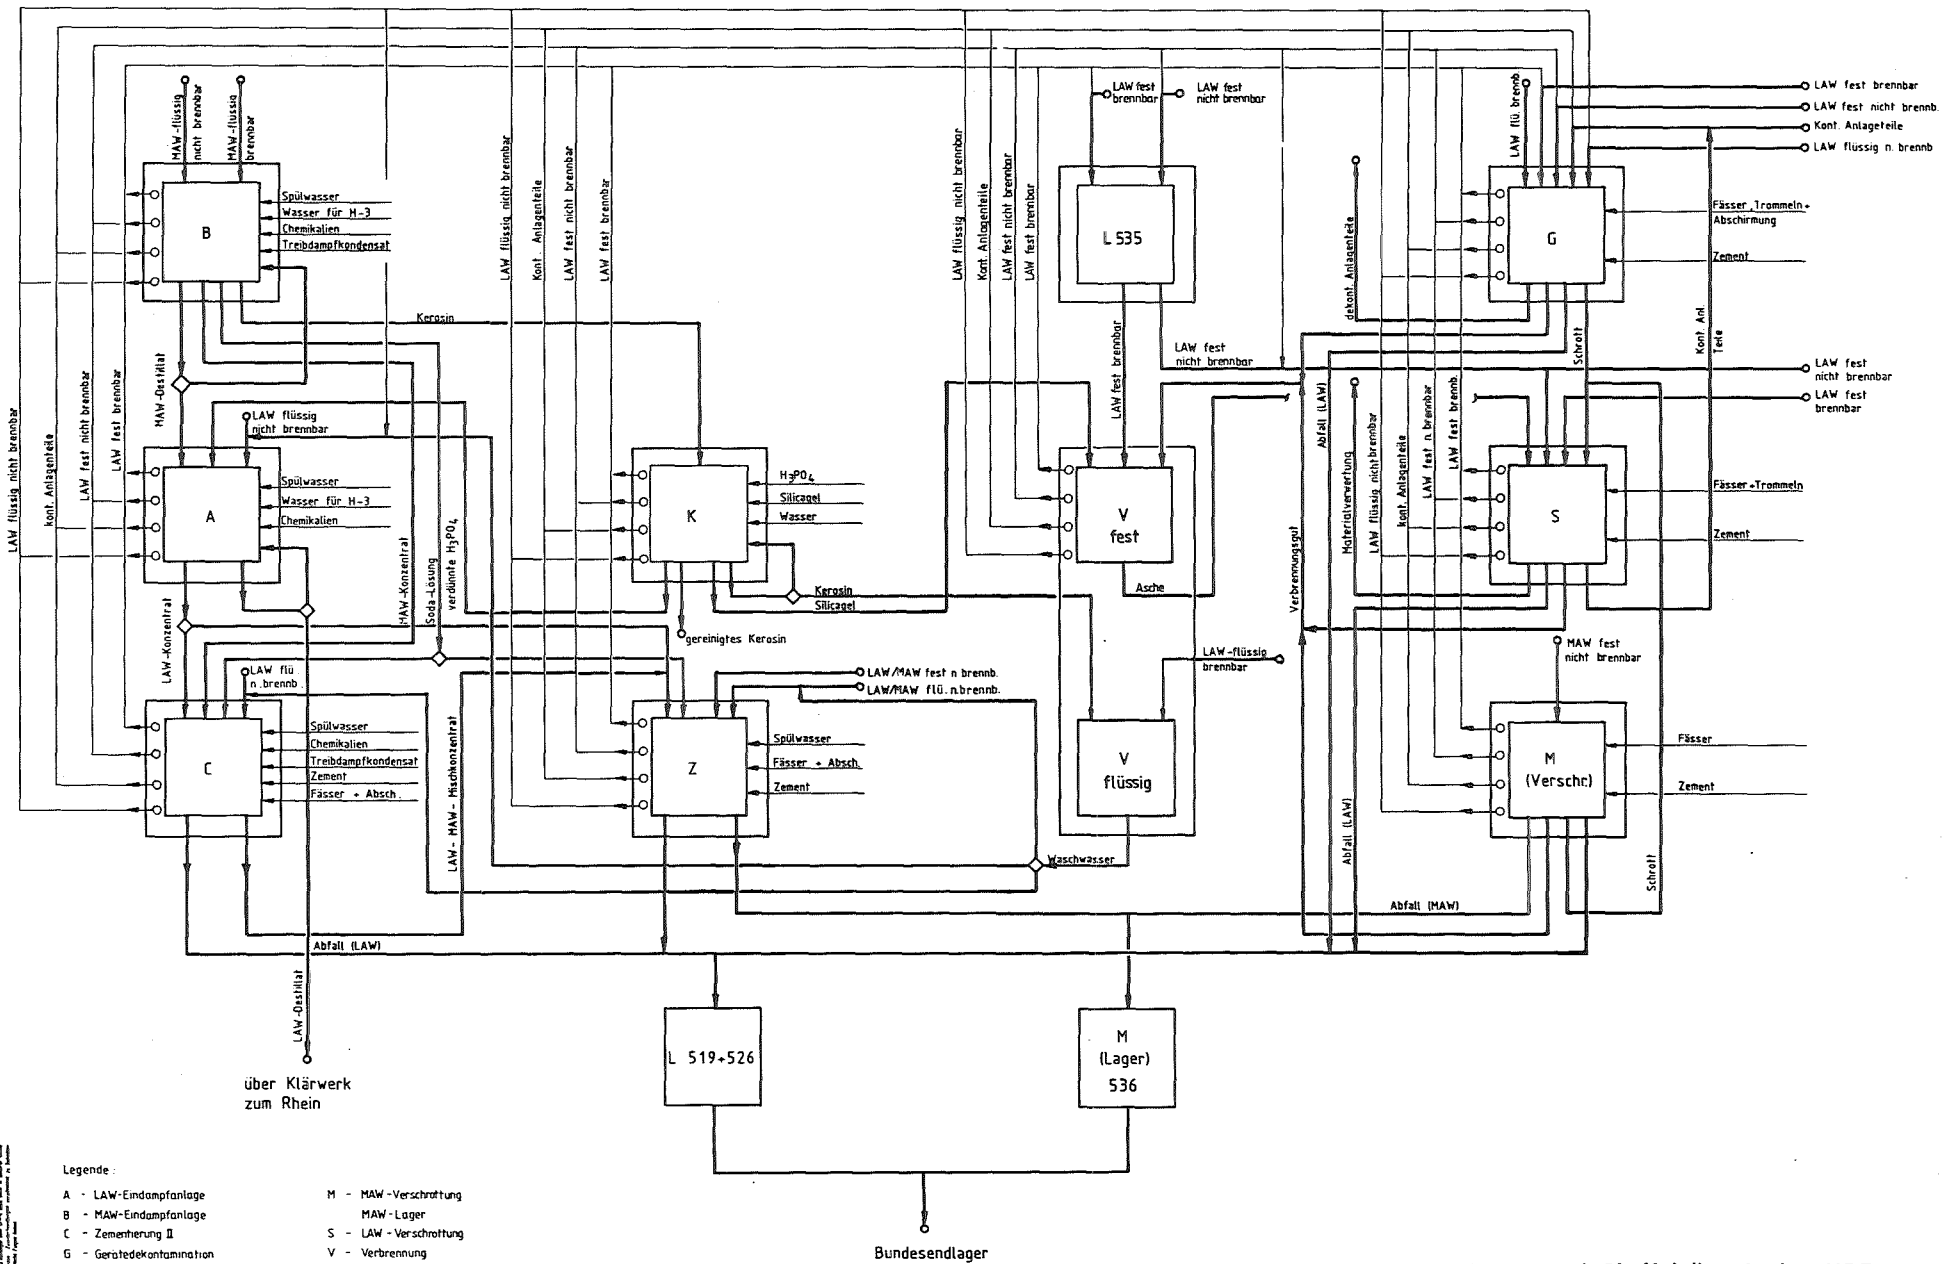 MAW-flüssig
nicht brennbar
MAW-flüssig
brennbar
LAW fest
brennbar
LAW fest
nicht brennbar
LAW flü. brennb.
LAW fest brennbar
LAW fest nicht brennb.
Kont. Anlageteile
LAW flüssig n. brennb
B
Spülwasser
Wasser für H-3
Chemikalien
Treibdampfkondensat
LAW flüssig nicht brennbar
Kont. Anlagenteile
LAW fest nicht brennbar
LAW fest brennbar
LAW flüssig nicht brennbar
Kont. Anlagenteile
LAW fest nicht brennbar
LAW fest brennbar
L 535
dekont. Anlagenteile
G
Fässer, Trommeln+
Abschirmung
Zement
Kerosin
MAW-Destillat
LAW fest brennbar
LAW fest
nicht brennbar
Schrott
Kont. Anl.
Teile
LAW fest
nicht brennbar
LAW fest
brennbar
LAW flüssig nicht brennbar
kont. Anlagenteile
LAW fest nicht brennbar
LAW fest brennbar
LAW flüssig
nicht brennbar
A
Spülwasser
Wasser für H-3
Chemikalien
MAW-Konzentrat
Soda-Lösung
verdünnte H3PO4
K
H3PO4
Silicagel
Wasser
V
fest
Abfall (LAW)
Materialverwertung
LAW flüssig nicht brennbar
kont. Anlagenteile
LAW fest n. brennbar
LAW fest brennb.
S
Fässer+Trommeln
Zement
Kerosin
Silicagel
Asche
Verbrennungsgut
gereinigtes Kerosin
LAW-Konzentrat
LAW-flüssig
brennbar
MAW fest
nicht brennbar
LAW flü.
n. brennb.
LAW/MAW fest n brennb.
LAW/MAW flü. n.brennb.
C
Spülwasser
Chemikalien
Treibdampfkondensat
Zement
Fässer + Absch.
LAW- MAW- Mischkonzentrat
Z
Spülwasser
Fässer + Absch.
Zement
V
flüssig
M
(Verschr.)
Fässer
Zement
Waschwasser
Abfall (LAW)
Schrott
Abfall (MAW)
Abfall (LAW)
LAW-Destillat
L 519+526
M
(Lager)
536
über Klärwerk
zum Rhein
Legende :
A - LAW-Eindampfanlage
B - MAW-Eindampfanlage
C - Zementierung II
G - Gerätedekontamination
M - MAW-Verschrottung
MAW-Lager
S - LAW-Verschrottung
V - Verbrennung
Bundesendlager